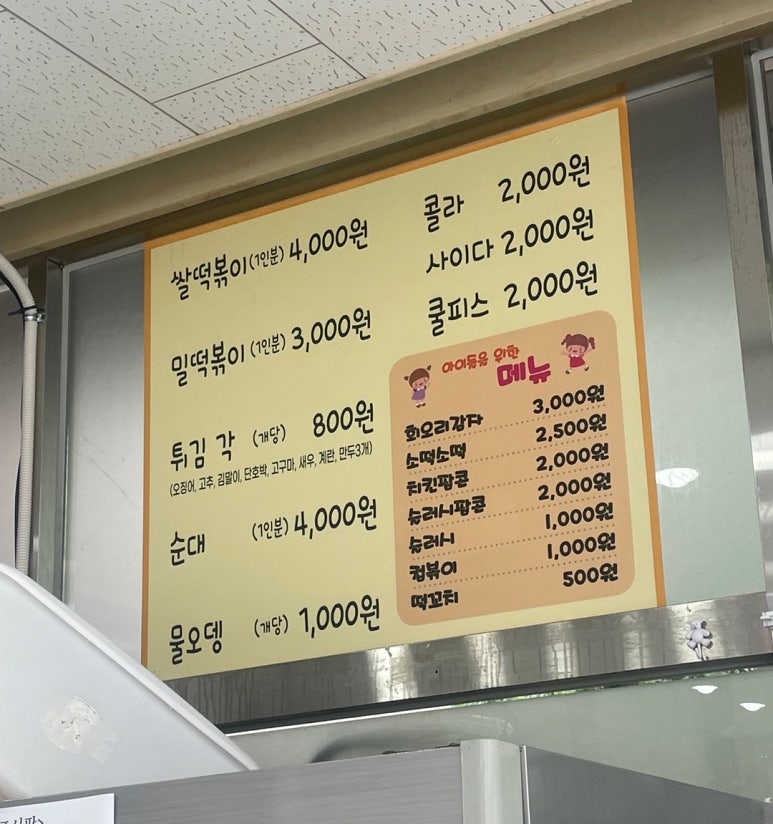 쌀떡볶이(1인분) 4,000원
밀떡볶이 (1인분) 3,000원
튀김 각 (개당) 800원
(오징어, 고추, 김말이, 단호박, 고구마, 새우, 계란, 만두3개)
순대 (1인분) 4,000원
물오뎅 (개당) 1,000원
콜라 2,000원
사이다 2,000원
쿨피스 2,000원
아이들을 위한
메뉴
회오리감자 3,000원
소떡소떡 2,500원
치킨팝콘 2,000원
슈러시팝콘 2,000원
슈러시 1,000원
컵볶이 1,000원
떡꼬치 500원